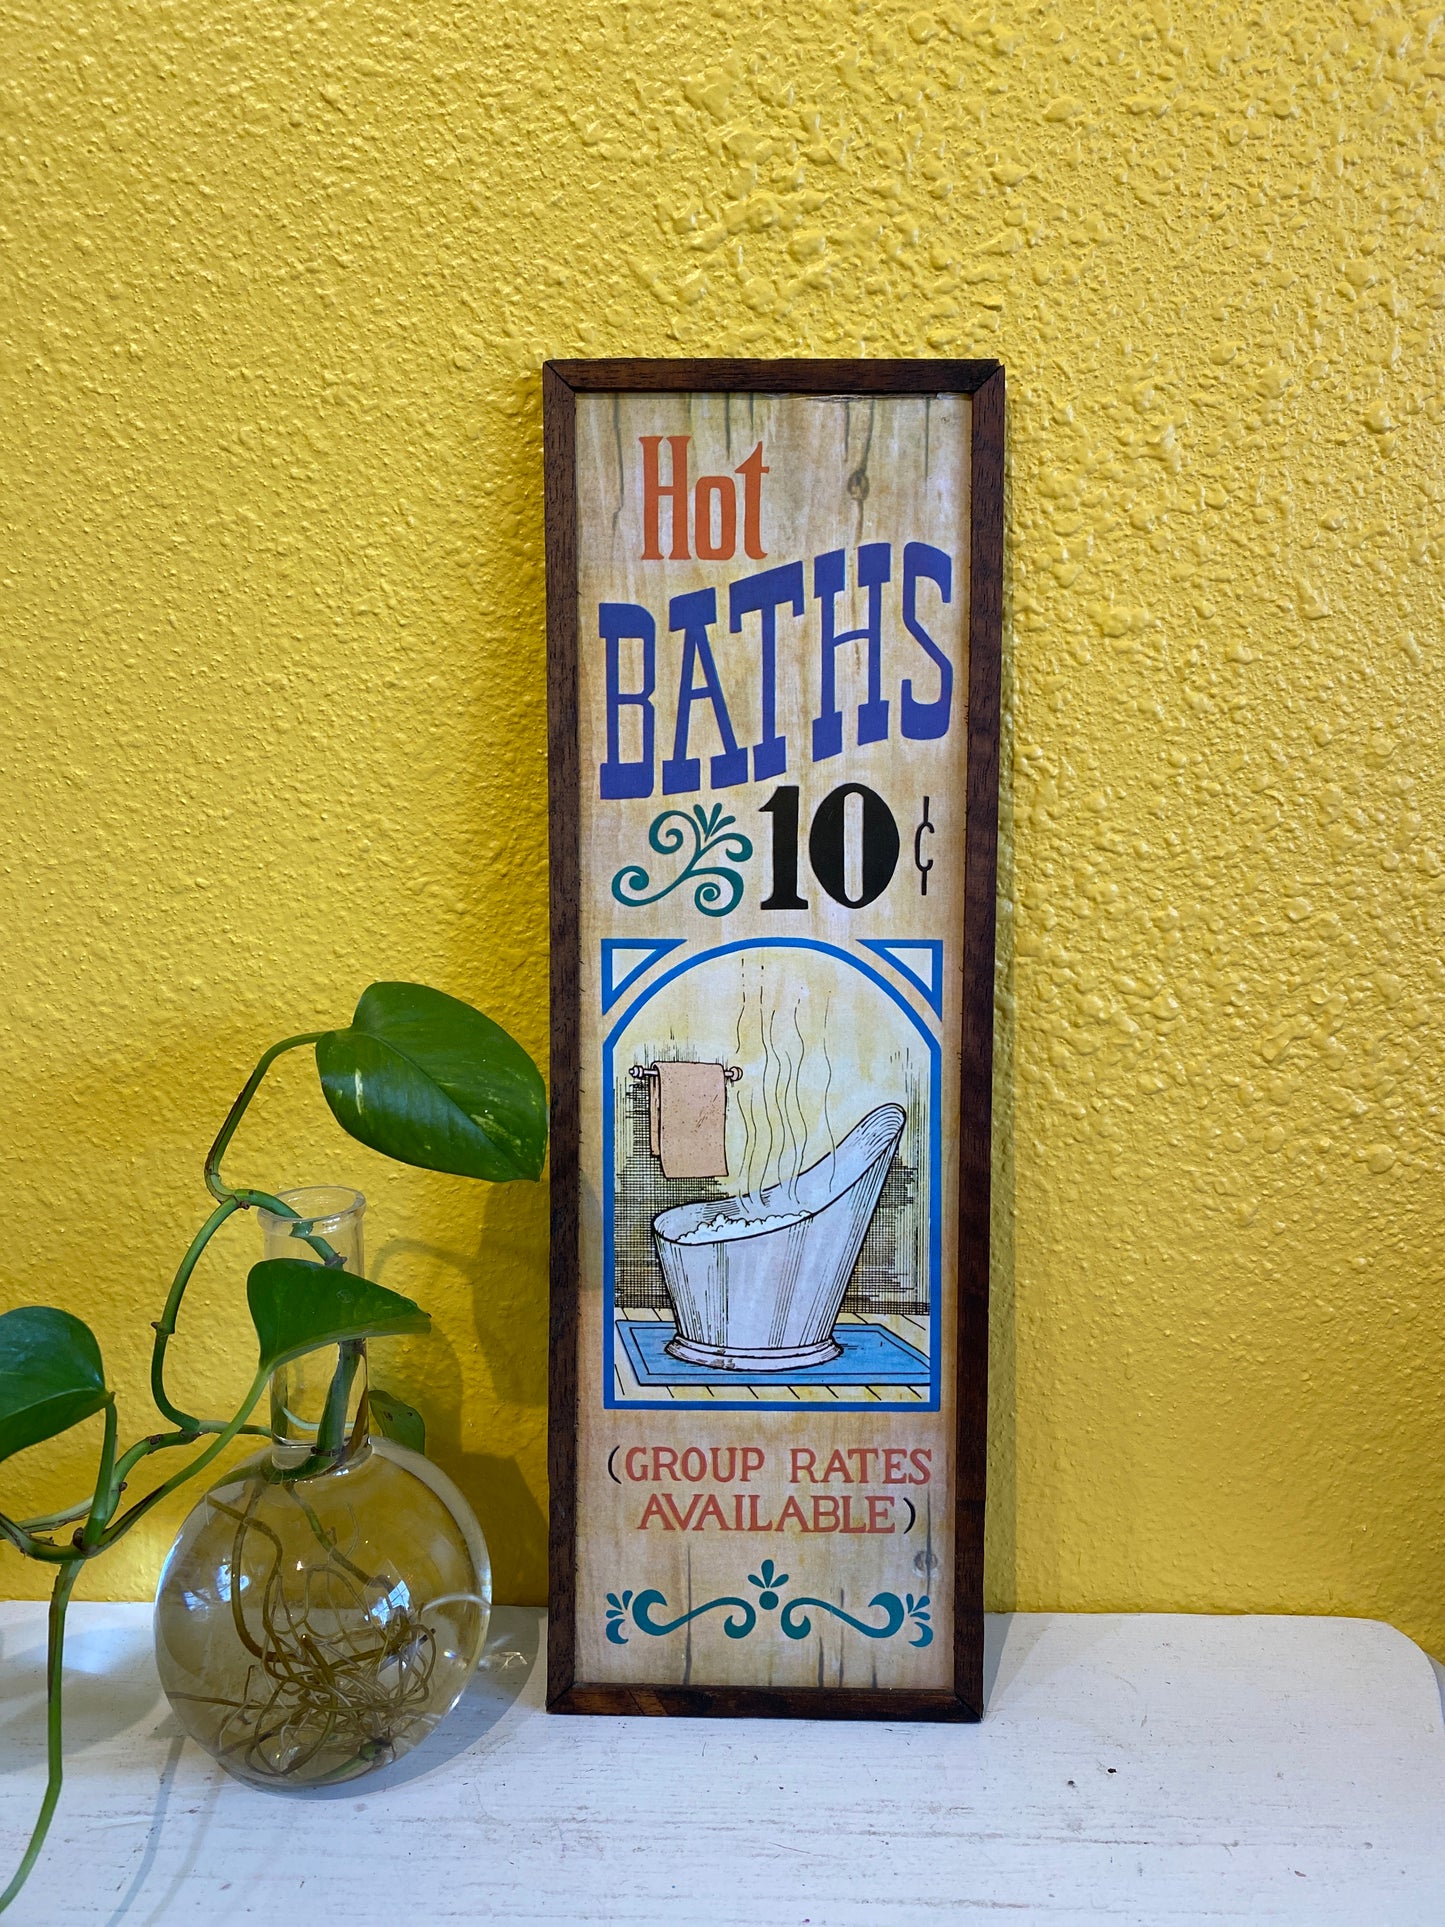 Hot
BATHS
10¢
(GROUP RATES
AVAILABLE)